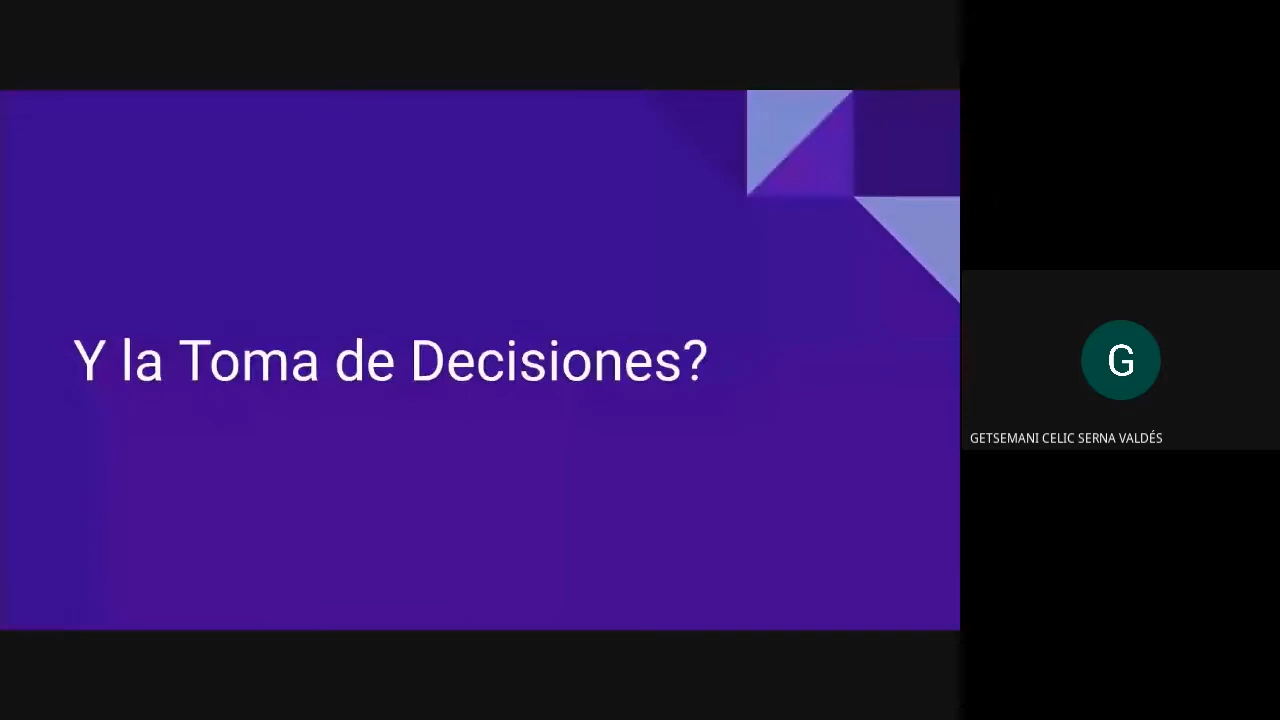 Y la Toma de Decisiones?
G
GETSEMANI CELIC SERNA VALDÉS